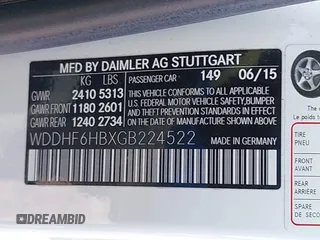 MFD BY DAIMLER AG STUTTGART
KG LBS
PASSENGER CAR 149 06/15
GVWR 2410 5313
GAWR FRONT 1180 2601
GAWR REAR 1240 2734
THIS VEHICLE CONFORMS TO ALL APPLICABLE
U.S. FEDERAL MOTOR VEHICLE SAFETY, BUMPER,
AND THEFT PREVENTION STANDARDS IN EFFECT ON
THE DATE OF MANUFACTURE SHOWN ABOVE.
WDDHF6HBXGB224522
TIRE
PNEU
FRONT
AVANT
REAR
ARRIÈRE
SPARE
DE SECOURS
DREAMBID